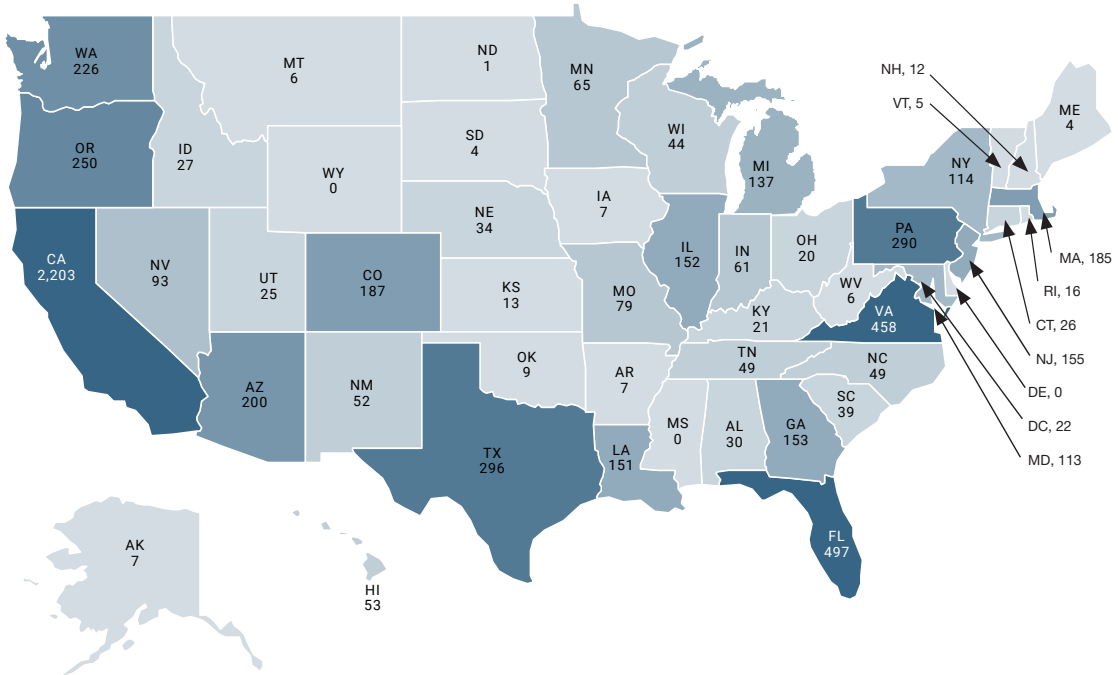 WA
226
OR
250
CA
2,203
NV
93
ID
27
MT
6
WY
0
UT
25
AZ
200
CO
187
NM
52
ND
1
SD
4
NE
34
KS
13
OK
9
TX
296
MN
65
IA
7
MO
79
AR
7
LA
151
WI
44
IL
152
MI
137
IN
61
OH
20
KY
21
TN
49
MS
0
AL
30
GA
153
FL
497
SC
39
NC
49
VA
458
WV
6
PA
290
NY
114
ME
4
NH, 12
VT, 5
MA, 185
RI, 16
CT, 26
NJ, 155
DE, 0
DC, 22
MD, 113
AK
7
HI
53